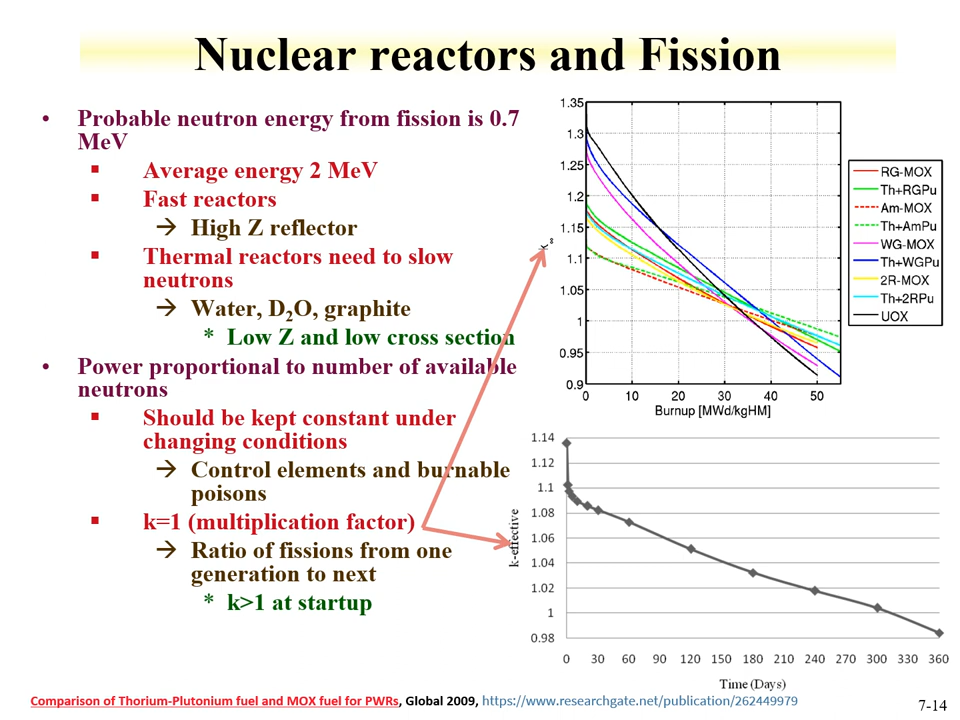 Nuclear reactors and Fission
• Probable neutron energy from fission is 0.7
MeV
▪ Average energy 2 MeV
▪ Fast reactors
→ High Z reflector
▪ Thermal reactors need to slow
neutrons
→ Water, D₂O, graphite
* Low Z and low cross section
• Power proportional to number of available
neutrons
▪ Should be kept constant under
changing conditions
→ Control elements and burnable
poisons
▪ k=1 (multiplication factor)
→ Ratio of fissions from one
generation to next
* k>1 at startup
1.35
1.3
1.25
1.2
1.15
1.1
1.05
1
0.95
0.9
k∞
0 10 20 30 40 50
Burnup [MWd/kgHM]
RG-MOX
Th+RGPu
Am-MOX
Th+AmPu
WG-MOX
Th+WGPu
2R-MOX
Th+2RPu
UOX
1.14
1.12
1.1
1.08
1.06
1.04
1.02
1
0.98
k-effective
0 30 60 90 120 150 180 210 240 270 300 330 360
Time (Days)
Comparison of Thorium-Plutonium fuel and MOX fuel for PWRs, Global 2009, https://www.researchgate.net/publication/262449979
7-14